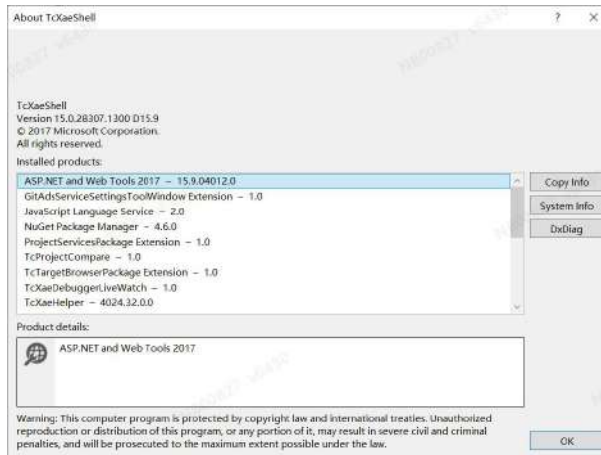 About TcXaeShell
TcXaeShell
Version 15.0.28307.1300 D15.9
© 2017 Microsoft Corporation.
All rights reserved.
Installed products:
ASP.NET and Web Tools 2017 – 15.9.04012.0
GitAdsServiceSettingsToolWindow Extension – 1.0
JavaScript Language Service – 2.0
NuGet Package Manager – 4.6.0
ProjectServicesPackage Extension – 1.0
TcProjectCompare – 1.0
TcTargetBrowserPackage Extension – 1.0
TcXaeDebuggerLiveWatch – 1.0
TcXaeHelper – 4024.32.0.0
Copy Info
System Info
DxDiag
Product details:
ASP.NET and Web Tools 2017
Warning: This computer program is protected by copyright law and international treaties. Unauthorized
reproduction or distribution of this program, or any portion of it, may result in severe civil and criminal
penalties, and will be prosecuted to the maximum extent possible under the law.
OK